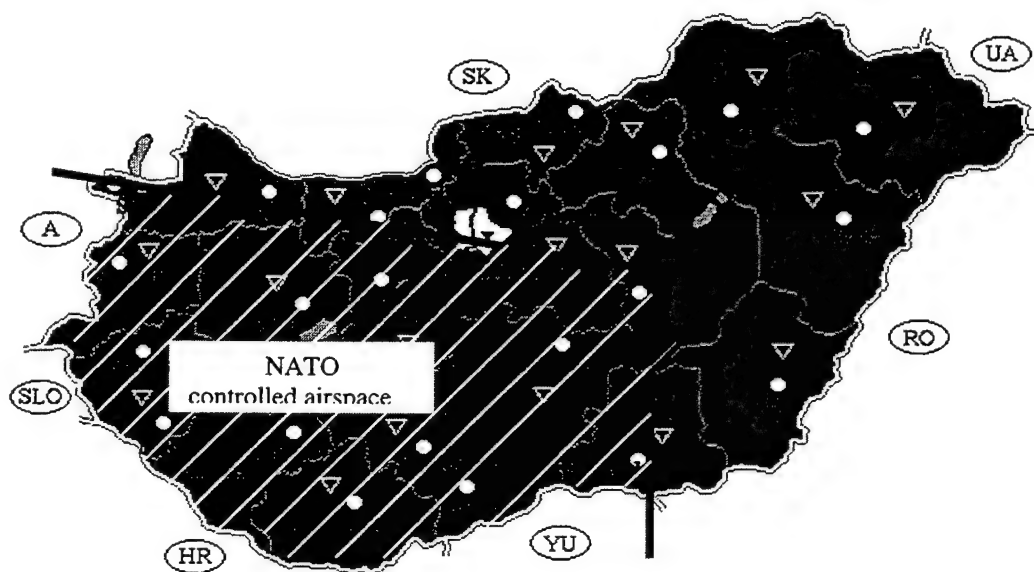 UA
SK
A
RO
NATO
controlled airspace
SLO
YU
HR